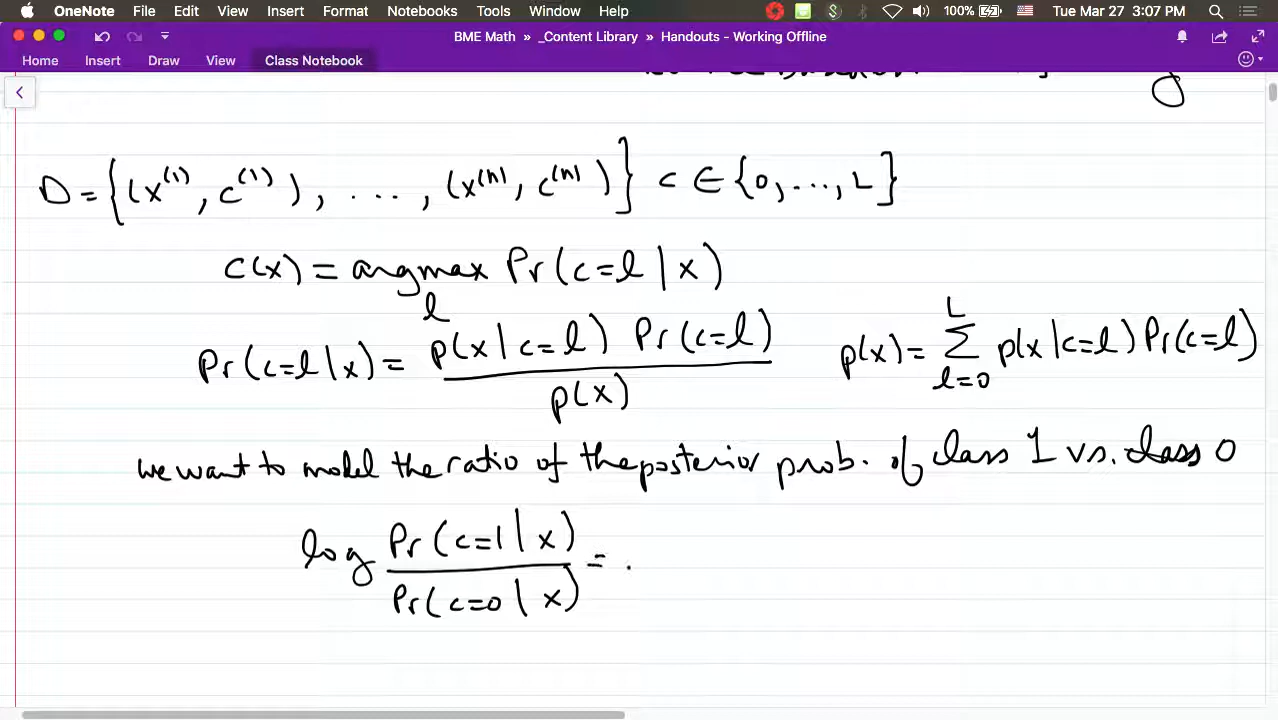 OneNote File Edit View Insert Format Notebooks Tools Window Help 100% Tue Mar 27 3:07 PM
BME Math » _Content Library » Handouts - Working Offline
Home Insert Draw View Class Notebook
D = {(x^(1), c^(1)), ..., (x^(n), c^(n))} c ∈ {0, ..., L}
c(x) = argmax_l Pr(c=l | x)
Pr(c=l | x) = p(x | c=l) Pr(c=l) / p(x) p(x) = ∑_{l=0}^{L} p(x | c=l) Pr(c=l)
we want to model the ratio of the posterior prob. of class 1 vs. class 0
log Pr(c=1 | x) / Pr(c=0 | x) = .